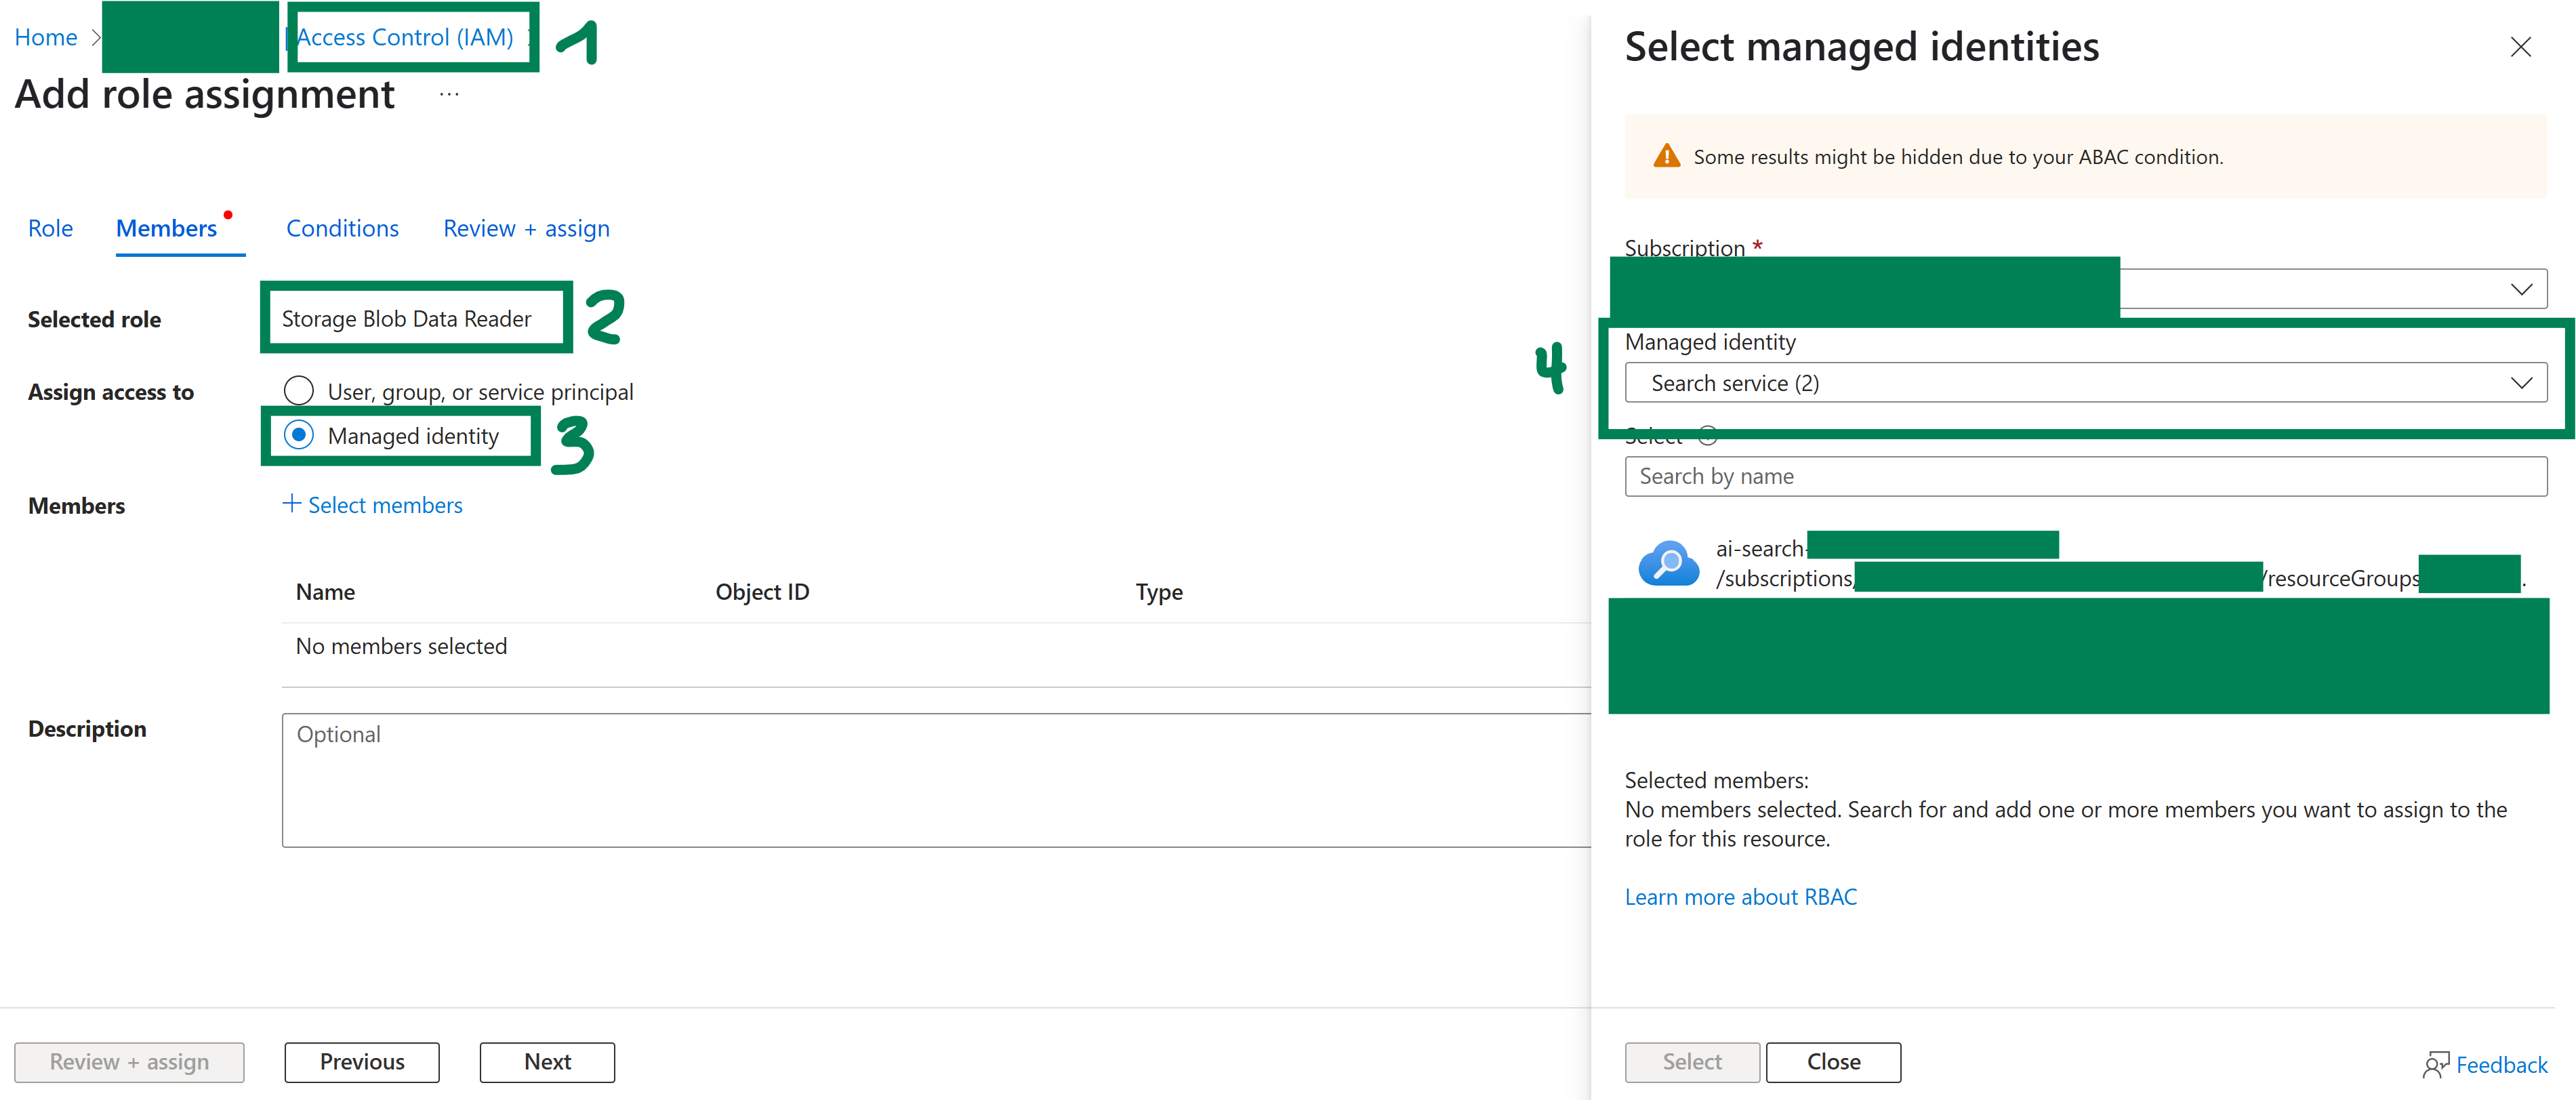 Home > Access Control (IAM) >
1
Add role assignment ...
Role Members Conditions Review + assign
Selected role Storage Blob Data Reader
2
Assign access to User, group, or service principal
Managed identity
3
Members + Select members
Name Object ID Type
No members selected
Description Optional
Review + assign Previous Next
Select managed identities
Some results might be hidden due to your ABAC condition.
Subscription *
4
Managed identity
Search service (2)
Select
Search by name
ai-search-
/subscriptions/ /resourceGroups .
Selected members:
No members selected. Search for and add one or more members you want to assign to the
role for this resource.
Learn more about RBAC
Select Close Feedback